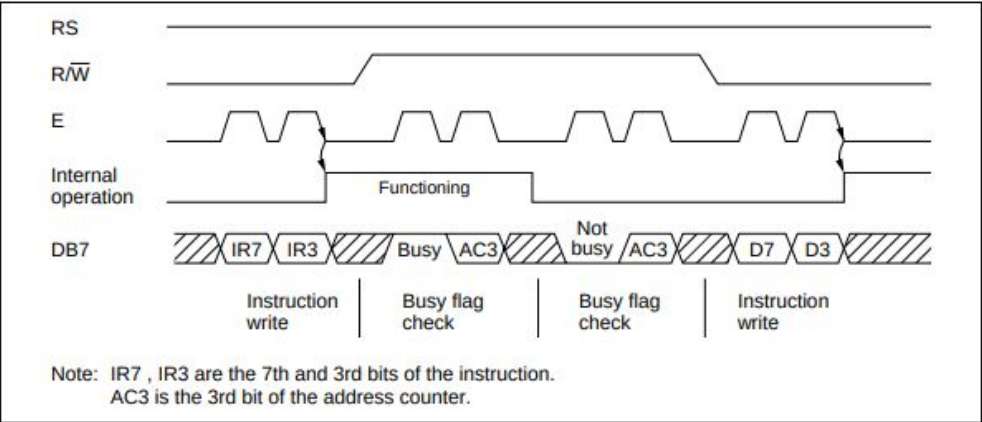 RS
R/W̅
E
Internal
operation
Functioning
DB7
IR7 IR3 Busy AC3 Not busy AC3 D7 D3
Instruction write
Busy flag check
Busy flag check
Instruction write
Note: IR7 , IR3 are the 7th and 3rd bits of the instruction.
AC3 is the 3rd bit of the address counter.